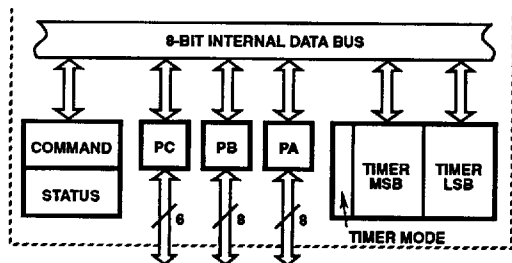 8-BIT INTERNAL DATA BUS
COMMAND
STATUS
PC
PB
PA
TIMER
MSB
TIMER
LSB
6
8
8
TIMER MODE